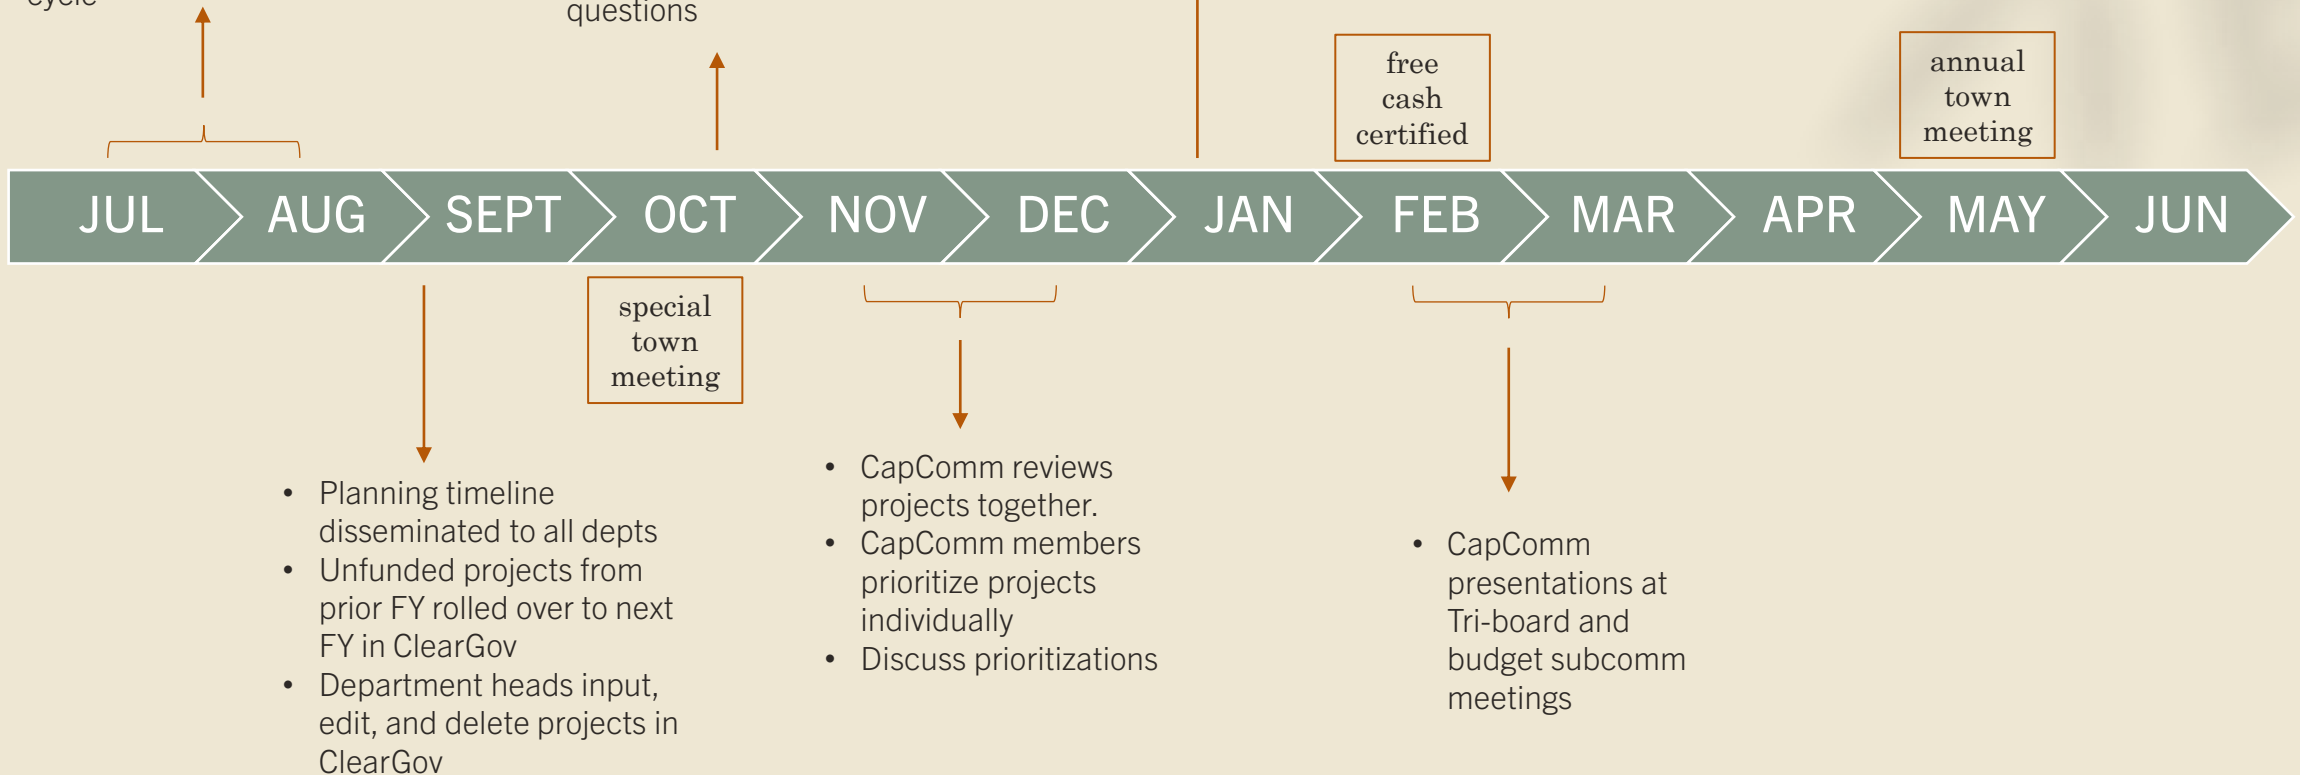 cycle
questions
free
cash
certified
annual
town
meeting
JUL AUG SEPT OCT NOV DEC JAN FEB MAR APR MAY JUN
special
town
meeting
• Planning timeline
disseminated to all depts
• Unfunded projects from
prior FY rolled over to next
FY in ClearGov
• Department heads input,
edit, and delete projects in
ClearGov
• CapComm reviews
projects together.
• CapComm members
prioritize projects
individually
• Discuss prioritizations
• CapComm
presentations at
Tri-board and
budget subcomm
meetings